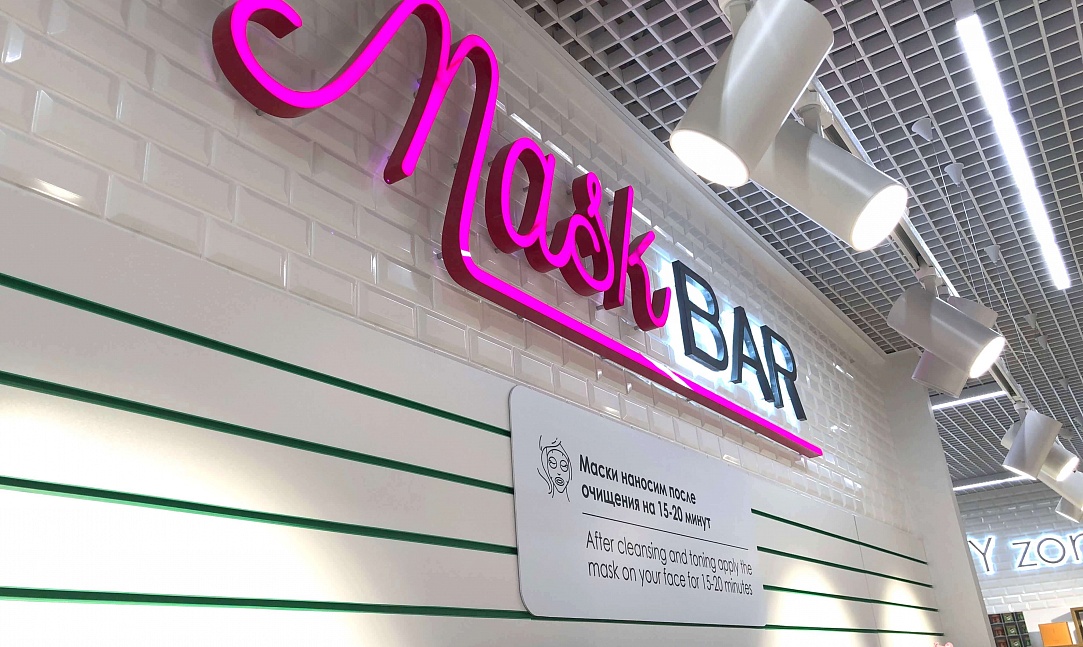 Mask BAR
Маски наносим после
очищения на 15-20 минут
After cleansing and toning apply the
mask on your face for 15-20 minutes
Y zon